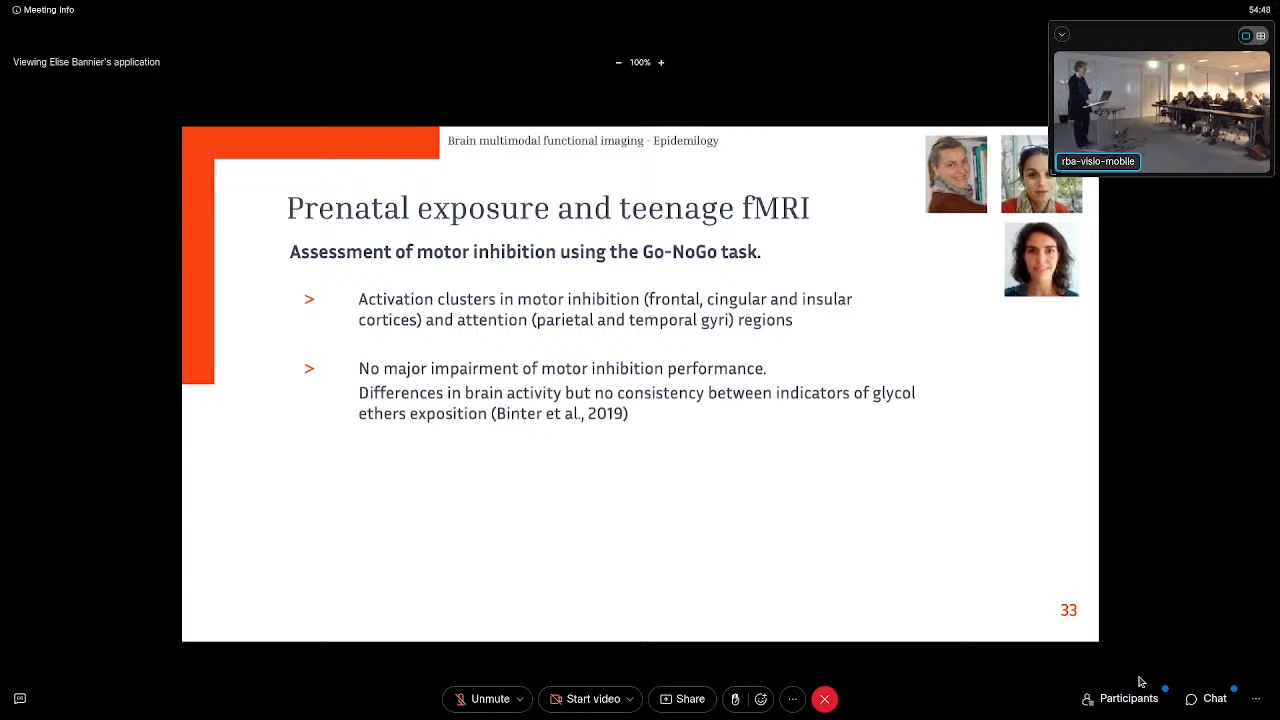 Meeting Info
54:48
Viewing Elise Bannier's application
100%
rba-visio-mobile
Brain multimodal functional imaging - Epidemilogy
Prenatal exposure and teenage fMRI
Assessment of motor inhibition using the Go-NoGo task.
> Activation clusters in motor inhibition (frontal, cingular and insular
cortices) and attention (parietal and temporal gyri) regions
> No major impairment of motor inhibition performance.
Differences in brain activity but no consistency between indicators of glycol
ethers exposition (Binter et al., 2019)
33
Unmute
Start video
Share
Participants
Chat